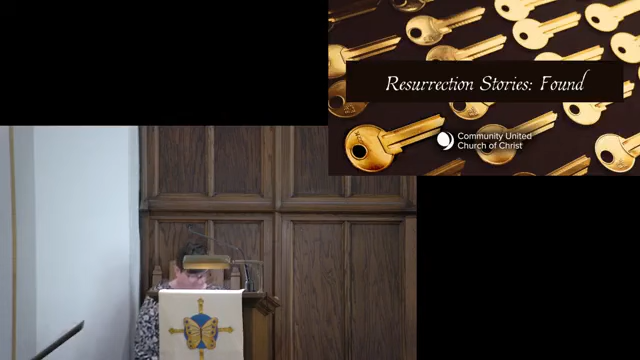 Resurrection Stories: Found
Community United
Church of Christ